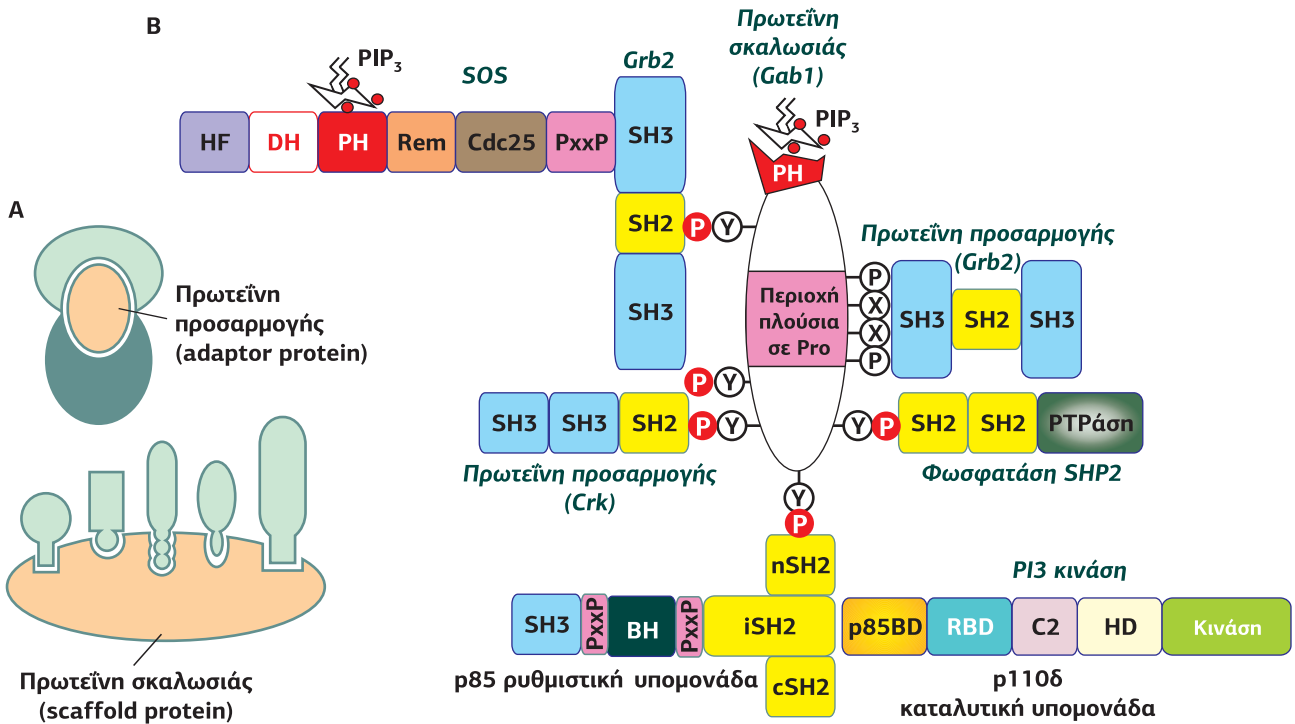 B
PIP3
SOS
Grb2
Πρωτεΐνη
σκαλωσιάς
(Gab1)
HF
DH
PH
Rem
Cdc25
PxxP
SH3
PIP3
PH
SH2
P
Y
SH3
A
Πρωτεΐνη
προσαρμογής
(adaptor protein)
Πρωτεΐνη προσαρμογής
(Grb2)
Περιοχή
πλούσια
σε Pro
P
X
X
P
SH3
SH2
SH3
P
Y
SH3
SH3
SH2
P
Y
Y
P
SH2
SH2
PTPάση
Πρωτεΐνη προσαρμογής
(Crk)
Φωσφατάση SHP2
Y
P
nSH2
PI3 κινάση
SH3
PxxP
BH
PxxP
iSH2
p85BD
RBD
C2
HD
Κινάση
cSH2
p85 ρυθμιστική υπομονάδα
p110δ
καταλυτική υπομονάδα
Πρωτεΐνη σκαλωσιάς
(scaffold protein)